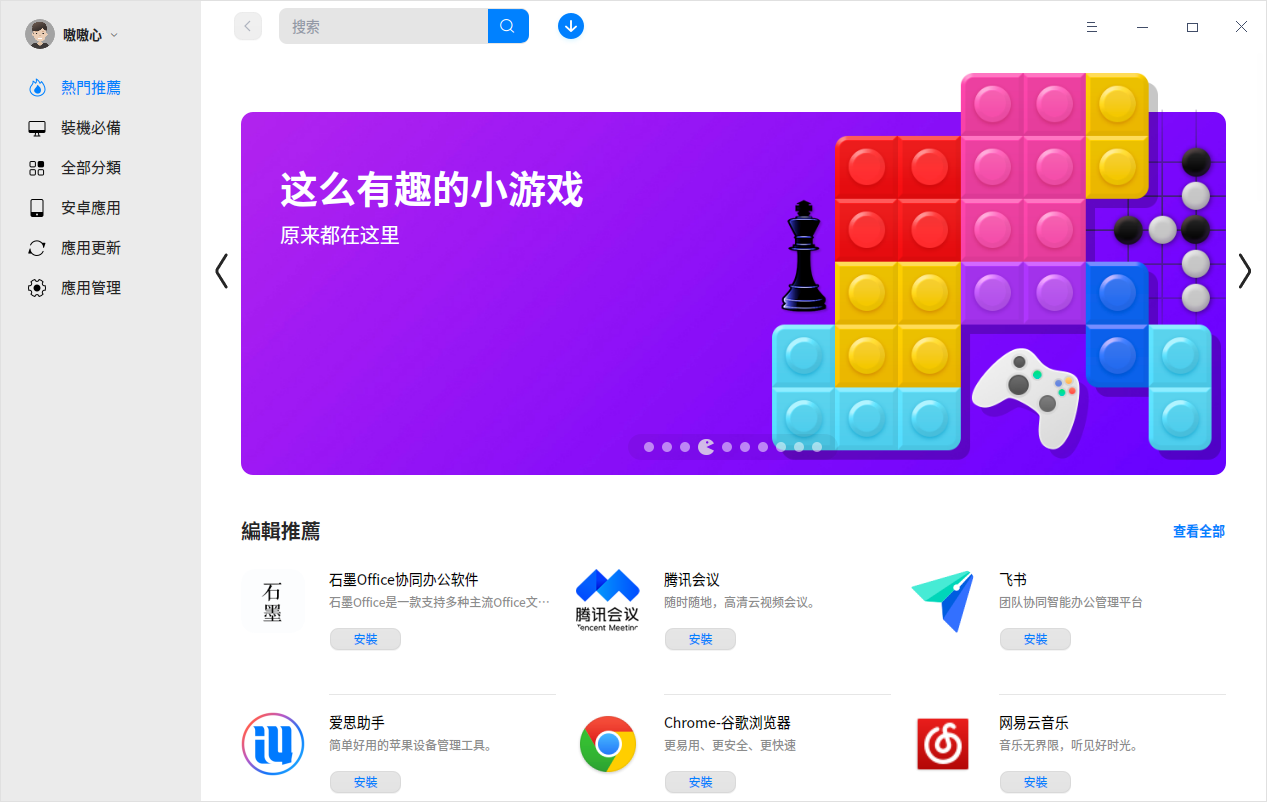 嗷嗷心
搜索
熱門推薦
裝機必備
全部分類
安卓應用
應用更新
應用管理
这么有趣的小游戏
原来都在这里
編輯推薦
查看全部
石墨
石墨Office协同办公软件
石墨Office是一款支持多种主流Office文…
安裝
腾讯会议
Tencent Meeting
腾讯会议
随时随地，高清云视频会议。
安裝
飞书
团队协同智能办公管理平台
安裝
爱思助手
简单好用的苹果设备管理工具。
安裝
Chrome-谷歌浏览器
更易用、更安全、更快速
安裝
网易云音乐
音乐无界限，听见好时光。
安裝